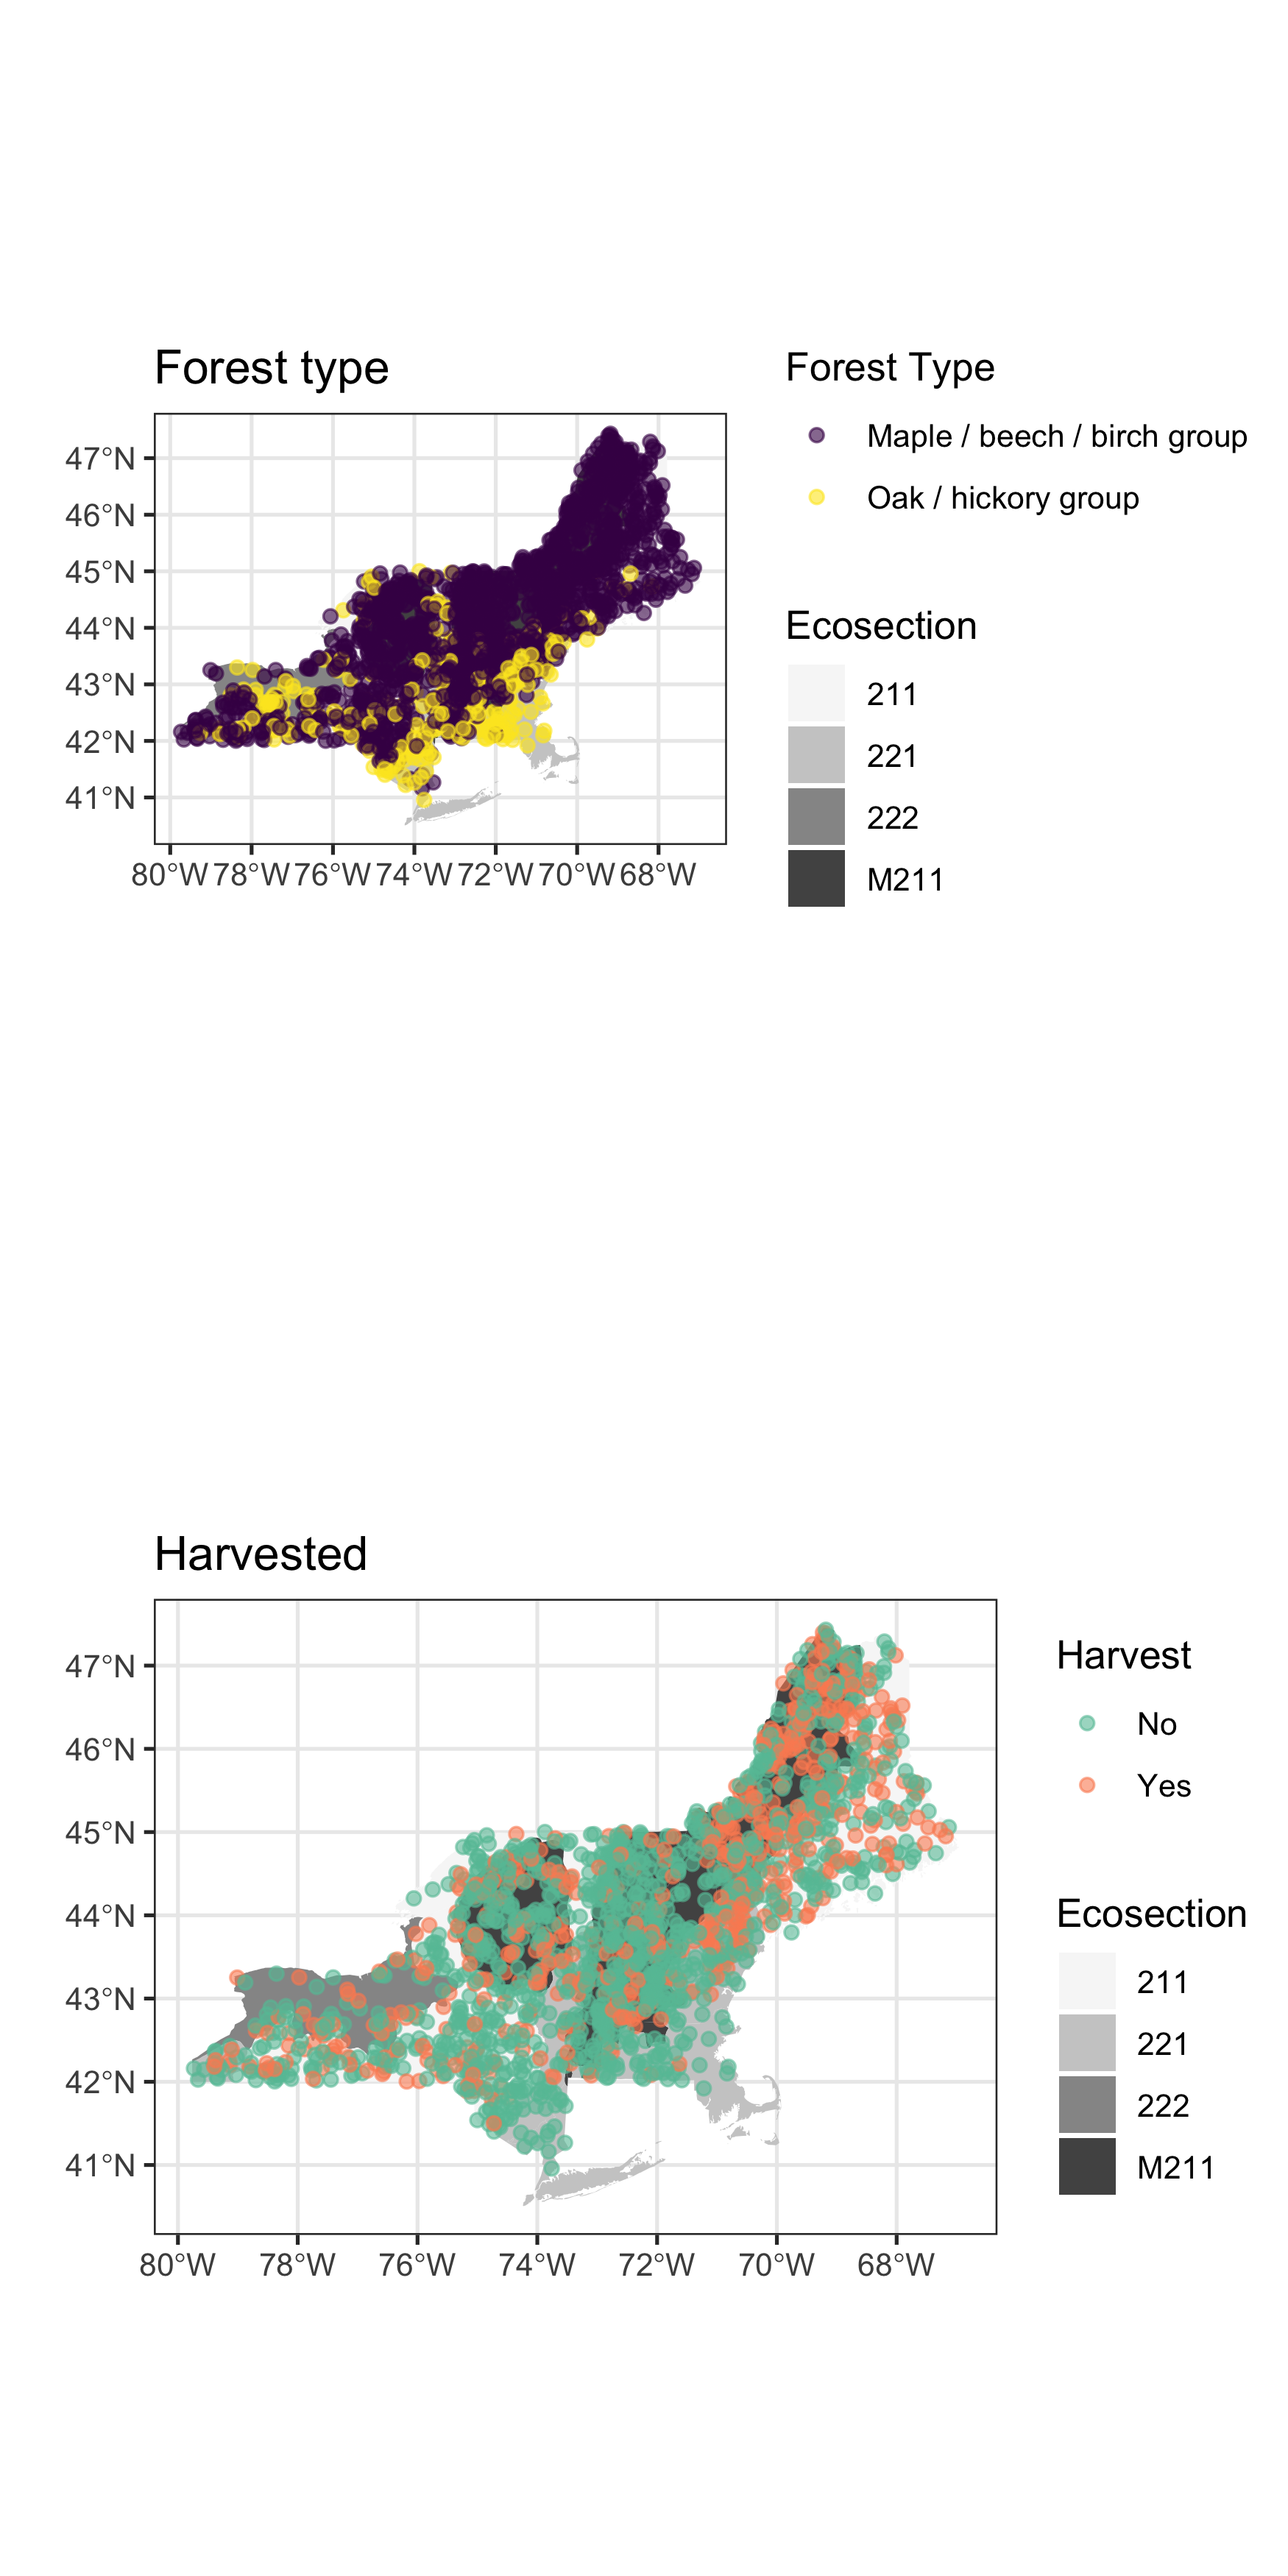 Forest type
47°N
46°N
45°N
44°N
43°N
42°N
41°N
80°W 78°W 76°W 74°W 72°W 70°W 68°W
Forest Type
Maple / beech / birch group
Oak / hickory group
Ecosection
211
221
222
M211
Harvested
47°N
46°N
45°N
44°N
43°N
42°N
41°N
80°W 78°W 76°W 74°W 72°W 70°W 68°W
Harvest
No
Yes
Ecosection
211
221
222
M211